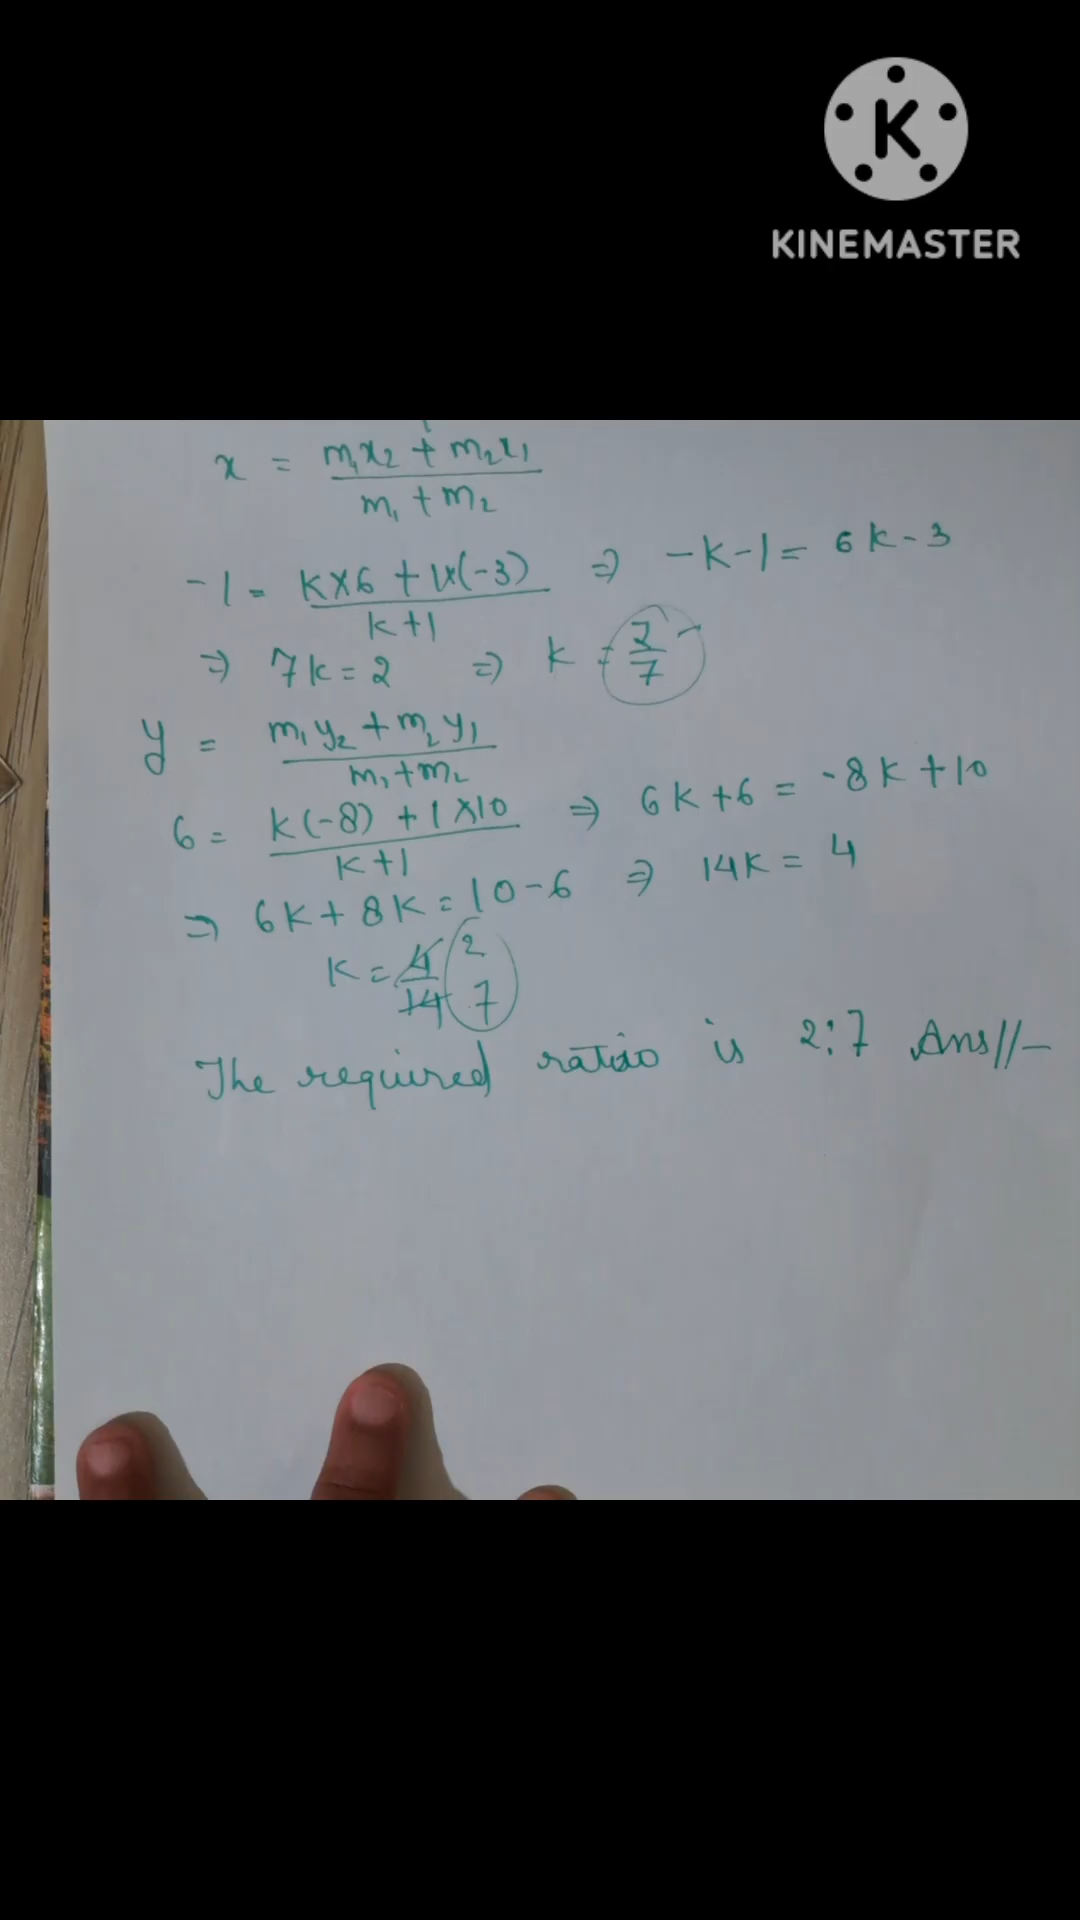 KINEMASTER
x = m₁x₂ + m₂x₁ / m₁ + m₂
-1 = k×6 + 1×(-3) / k+1 ⇒ -k-1 = 6k-3
⇒ 7k = 2 ⇒ k = 2/7
y = m₁y₂ + m₂y₁ / m₁+m₂
6 = k(-8) + 1×10 / k+1 ⇒ 6k+6 = -8k+10
⇒ 6k + 8k = 10-6 ⇒ 14k = 4
k = 4/14 2/7
The required ratio is 2:7 Ans//-